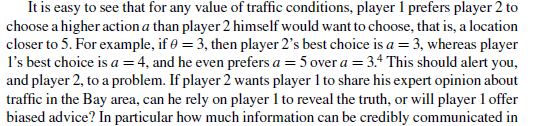 It is easy to see that for any value of traffic conditions, player 1 prefers player 2 to
choose a higher action a than player 2 himself would want to choose, that is, a location
closer to 5. For example, if θ = 3, then player 2's best choice is a = 3, whereas player
1's best choice is a = 4, and he even prefers a = 5 over a = 3.⁴ This should alert you,
and player 2, to a problem. If player 2 wants player 1 to share his expert opinion about
traffic in the Bay area, can he rely on player 1 to reveal the truth, or will player 1 offer
biased advice? In particular how much information can be credibly communicated in